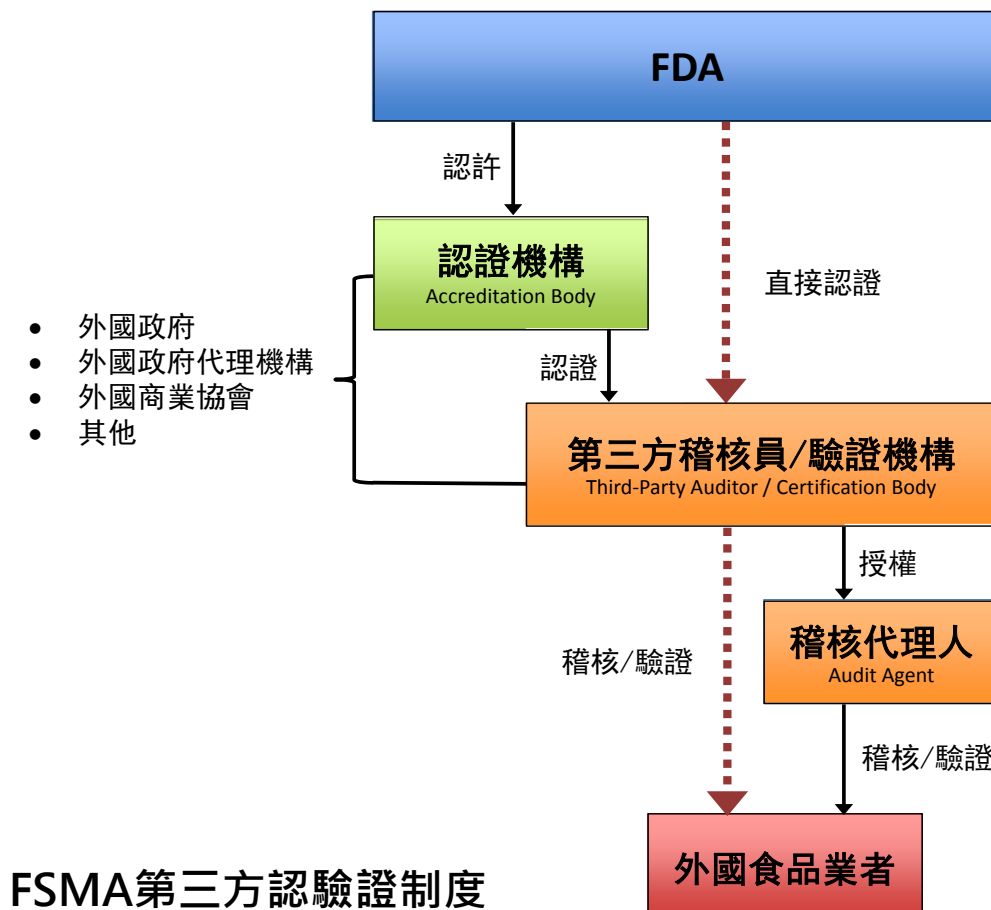 FDA
認許
認證機構
Accreditation Body
直接認證
• 外國政府
• 外國政府代理機構
• 外國商業協會
• 其他
認證
第三方稽核員/驗證機構
Third-Party Auditor / Certification Body
授權
稽核代理人
Audit Agent
稽核/驗證
稽核/驗證
外國食品業者
FSMA第三方認驗證制度